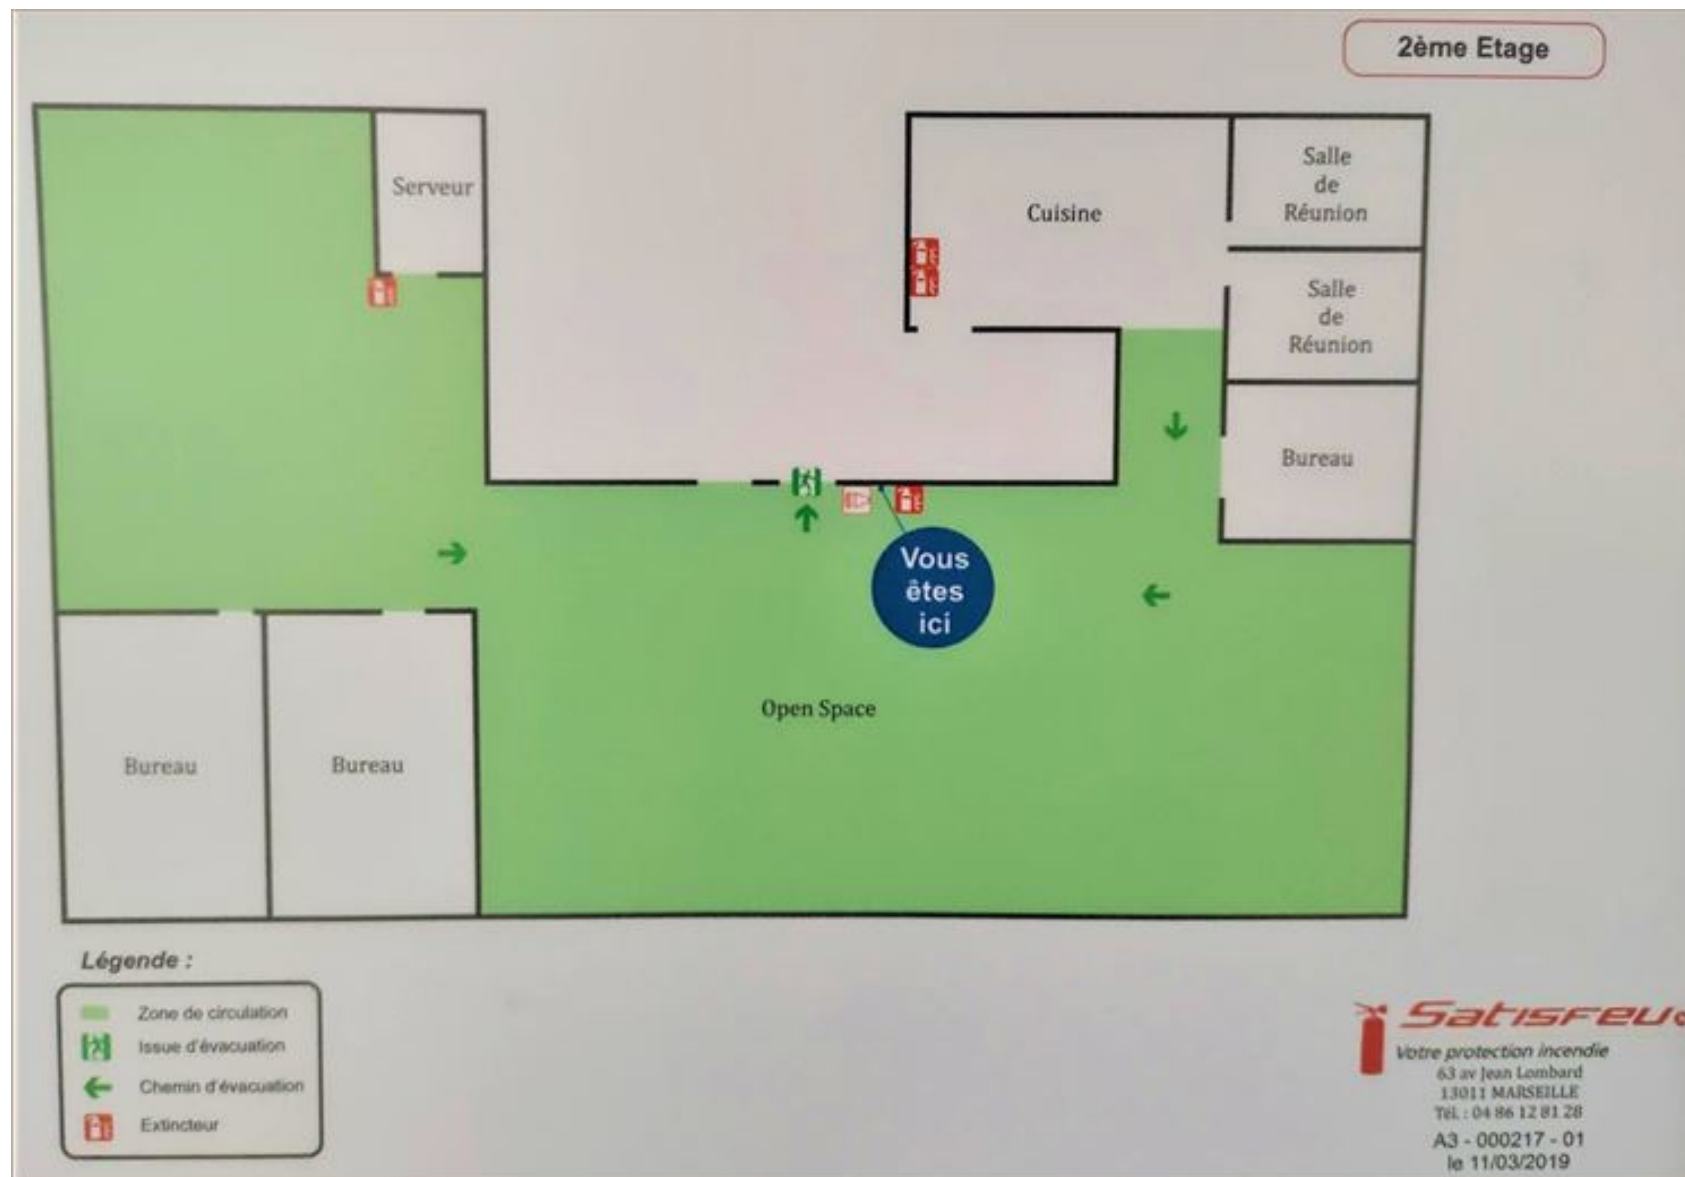 2ème Etage
Serveur
Cuisine
Salle
de
Réunion
Salle
de
Réunion
Bureau
Vous
êtes
ici
Open Space
Bureau
Bureau
Légende :
Zone de circulation
Issue d'évacuation
Chemin d'évacuation
Extincteur
Satisfeu
Votre protection incendie
63 av Jean Lombard
13011 MARSEILLE
Tél. : 04 86 12 81 28
A3 - 000217 - 01
le 11/03/2019